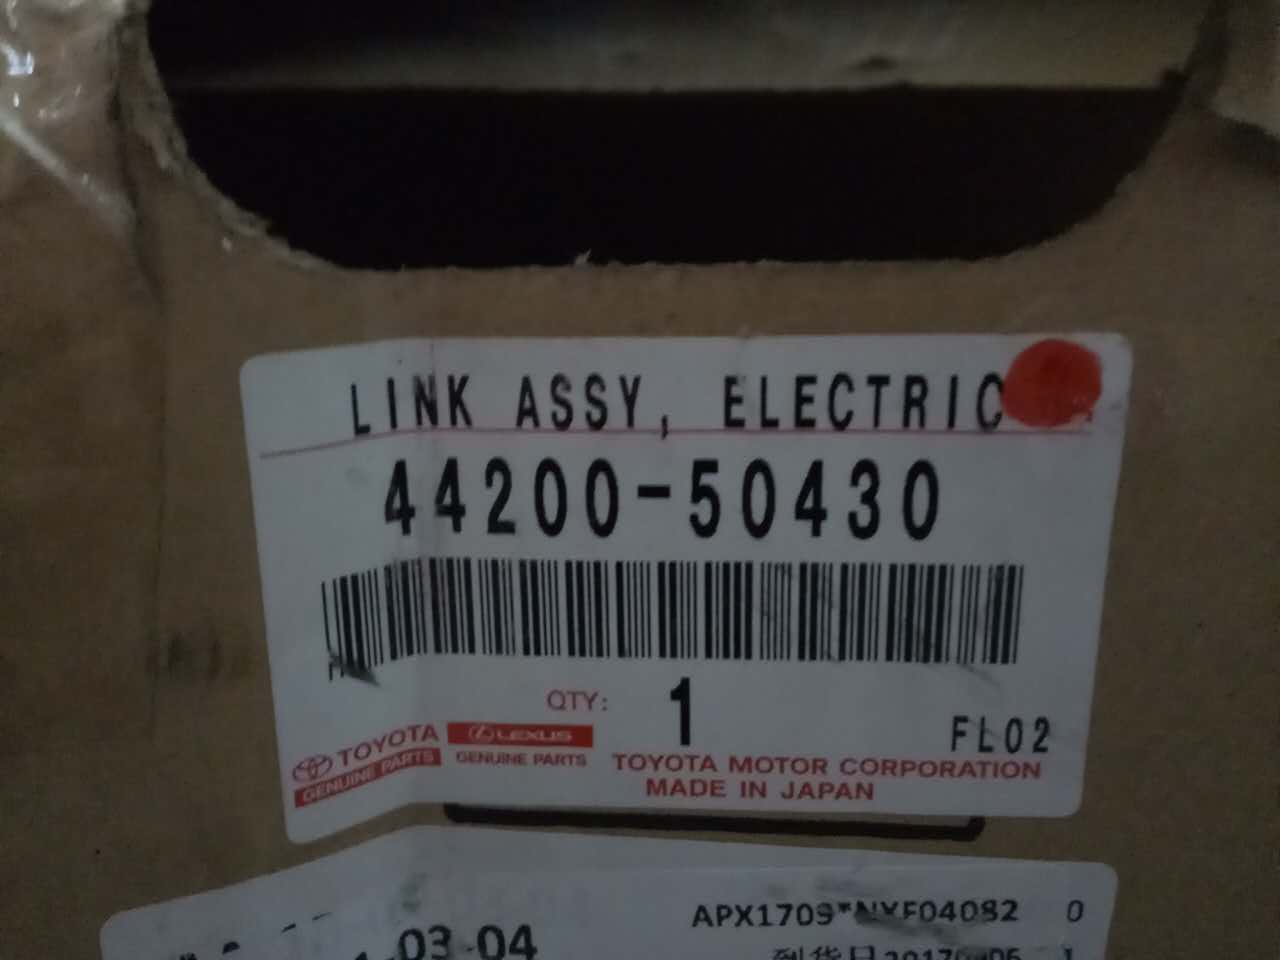 LINK ASSY, ELECTRIC
44200-50430
QTY: 1
FL02
TOYOTA
GENUINE PARTS
LEXUS
GENUINE PARTS
TOYOTA MOTOR CORPORATION
MADE IN JAPAN
0
03-04